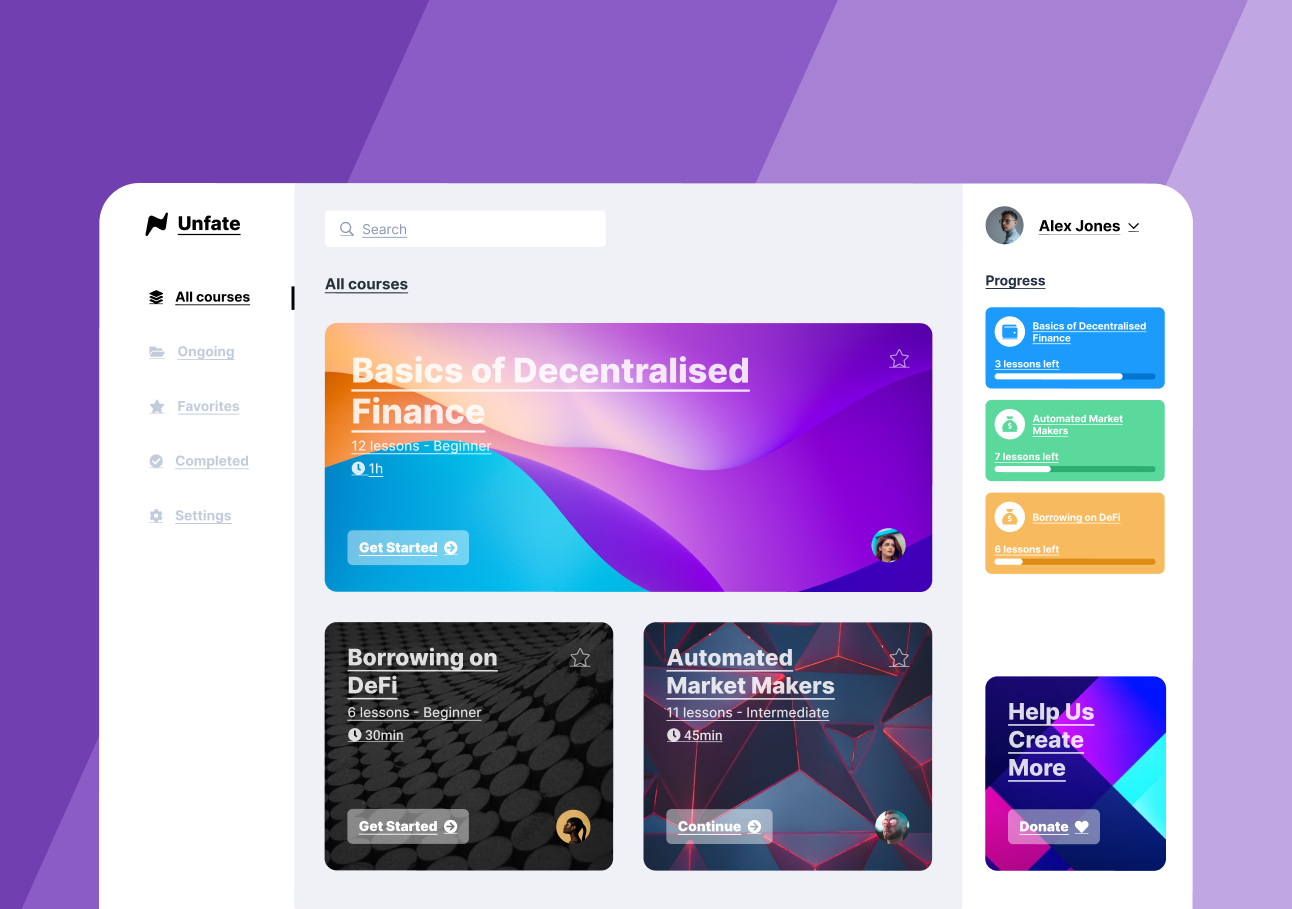 Unfate
All courses
Ongoing
Favorites
Completed
Settings
Search
All courses
Basics of Decentralised
Finance
12 lessons - Beginner
1h
Get Started
Borrowing on
DeFi
6 lessons - Beginner
30min
Get Started
Automated
Market Makers
11 lessons - Intermediate
45min
Continue
Alex Jones
Progress
Basics of Decentralised
Finance
3 lessons left
Automated Market
Makers
7 lessons left
Borrowing on DeFi
6 lessons left
Help Us
Create
More
Donate